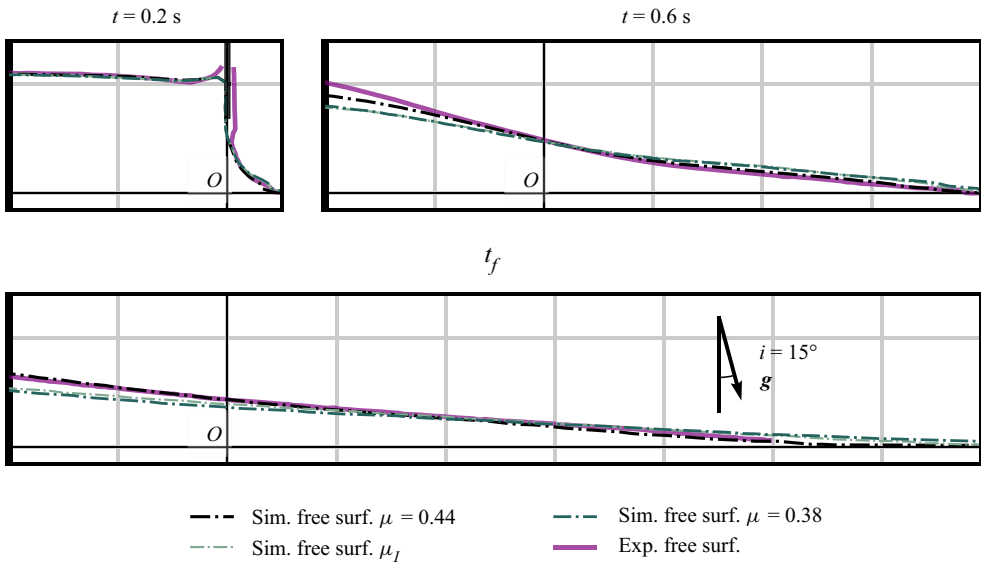 t = 0.2 s
t = 0.6 s
O
O
t_f
i = 15°
g
O
Sim. free surf. μ = 0.44
Sim. free surf. μ = 0.38
Sim. free surf. μ_I
Exp. free surf.